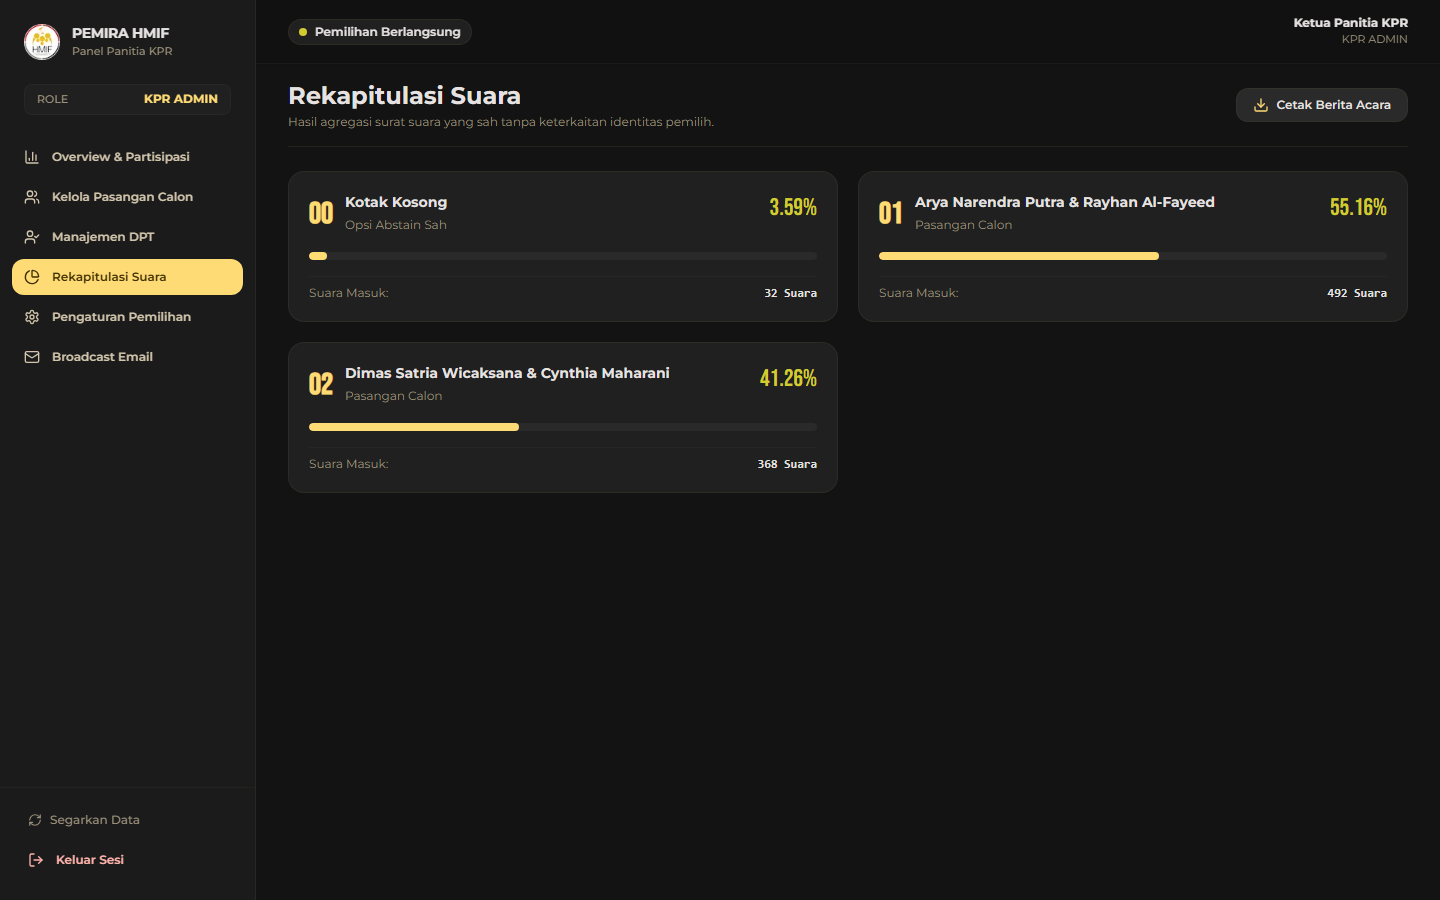 HMIF
PEMIRA HMIF
Panel Panitia KPR
ROLE KPR ADMIN
Overview & Partisipasi
Kelola Pasangan Calon
Manajemen DPT
Rekapitulasi Suara
Pengaturan Pemilihan
Broadcast Email
Segarkan Data
Keluar Sesi
Pemilihan Berlangsung
Ketua Panitia KPR
KPR ADMIN
Rekapitulasi Suara
Hasil agregasi surat suara yang sah tanpa keterkaitan identitas pemilih.
Cetak Berita Acara
00 Kotak Kosong 3.59%
Opsi Abstain Sah
Suara Masuk: 32 Suara
01 Arya Narendra Putra & Rayhan Al-Fayeed 55.16%
Pasangan Calon
Suara Masuk: 492 Suara
02 Dimas Satria Wicaksana & Cynthia Maharani 41.26%
Pasangan Calon
Suara Masuk: 368 Suara